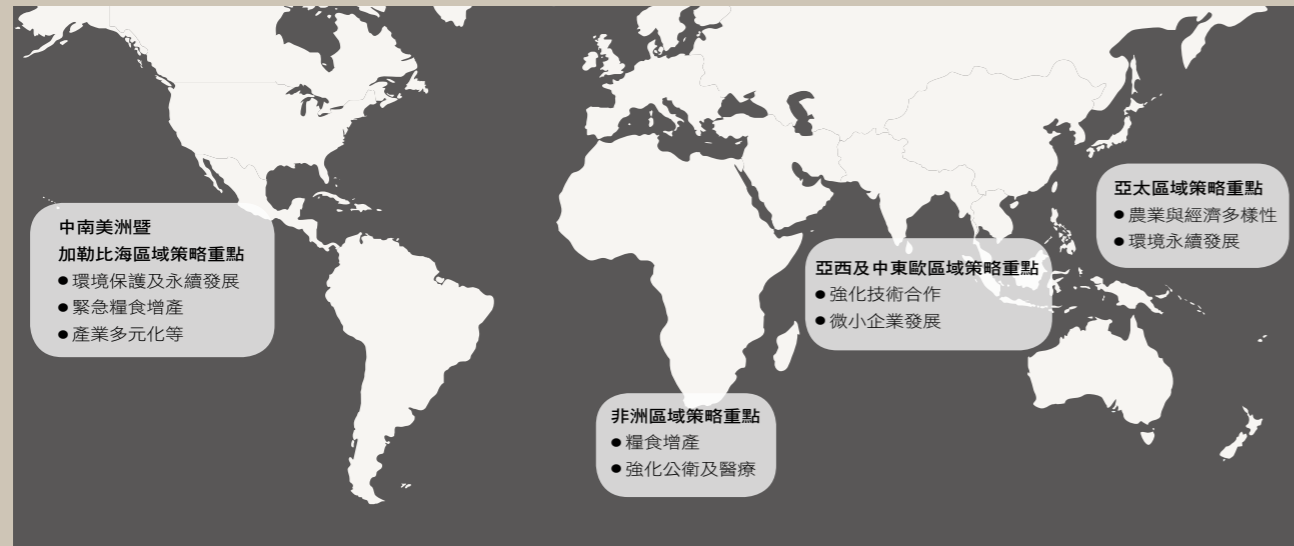 中南美洲暨
加勒比海區域策略重點
● 環境保護及永續發展
● 緊急糧食增產
● 產業多元化等
非洲區域策略重點
● 糧食增產
● 強化公衛及醫療
亞西及中東歐區域策略重點
● 強化技術合作
● 微小企業發展
亞太區域策略重點
● 農業與經濟多樣性
● 環境永續發展